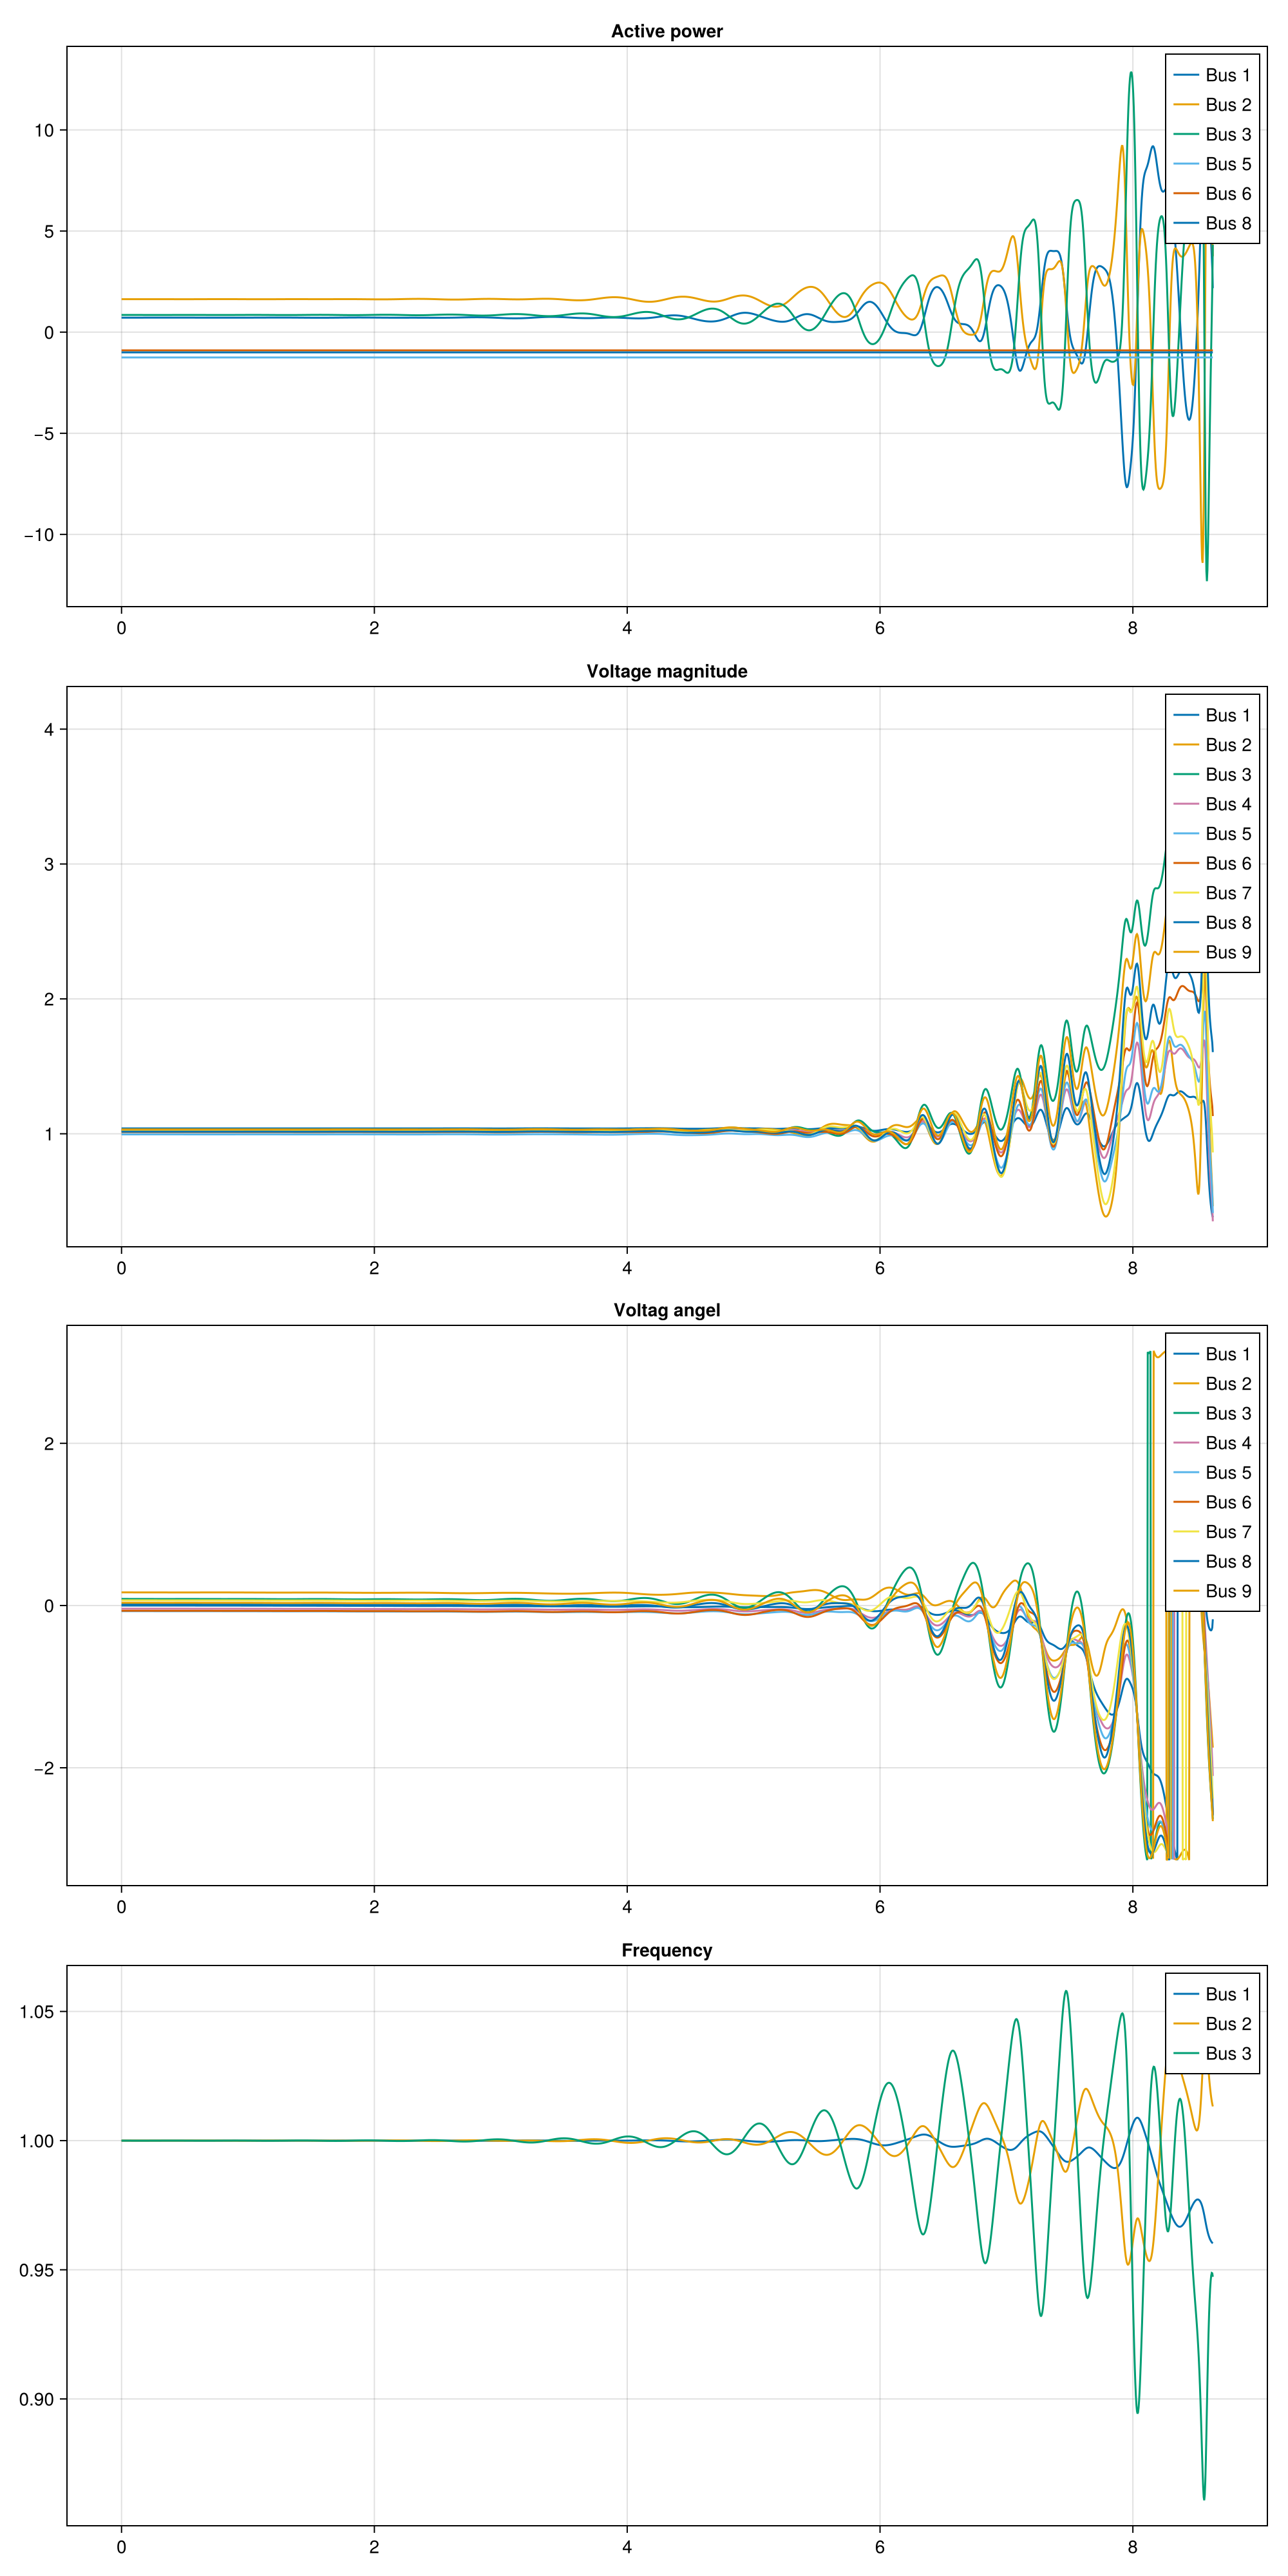 Active power
10
5
0
−5
−10
Bus 1
Bus 2
Bus 3
Bus 5
Bus 6
Bus 8
0 2 4 6 8
Voltage magnitude
4
3
2
1
Bus 1
Bus 2
Bus 3
Bus 4
Bus 5
Bus 6
Bus 7
Bus 8
Bus 9
0 2 4 6 8
Voltag angel
2
0
−2
Bus 1
Bus 2
Bus 3
Bus 4
Bus 5
Bus 6
Bus 7
Bus 8
Bus 9
0 2 4 6 8
Frequency
1.05
1.00
0.95
0.90
Bus 1
Bus 2
Bus 3
0 2 4 6 8